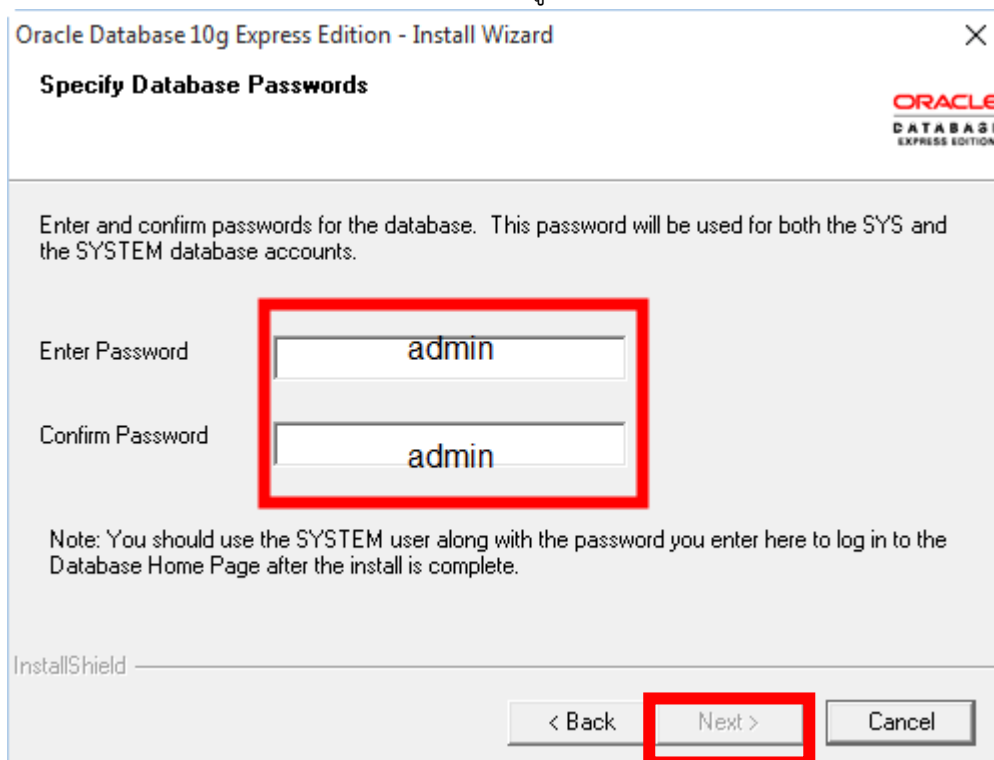 Oracle Database 10g Express Edition - Install Wizard
Specify Database Passwords
ORACLE
DATABASE
EXPRESS EDITION
Enter and confirm passwords for the database. This password will be used for both the SYS and
the SYSTEM database accounts.
Enter Password admin
Confirm Password admin
Note: You should use the SYSTEM user along with the password you enter here to log in to the
Database Home Page after the install is complete.
InstallShield
< Back Next > Cancel